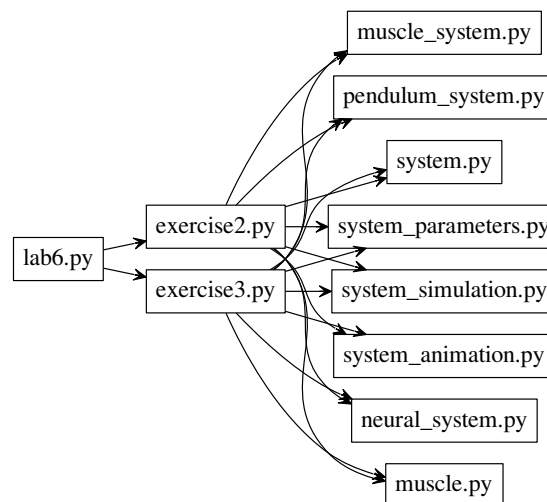 muscle_system.py
pendulum_system.py
system.py
exercise2.py
system_parameters.py
lab6.py
exercise3.py
system_simulation.py
system_animation.py
neural_system.py
muscle.py